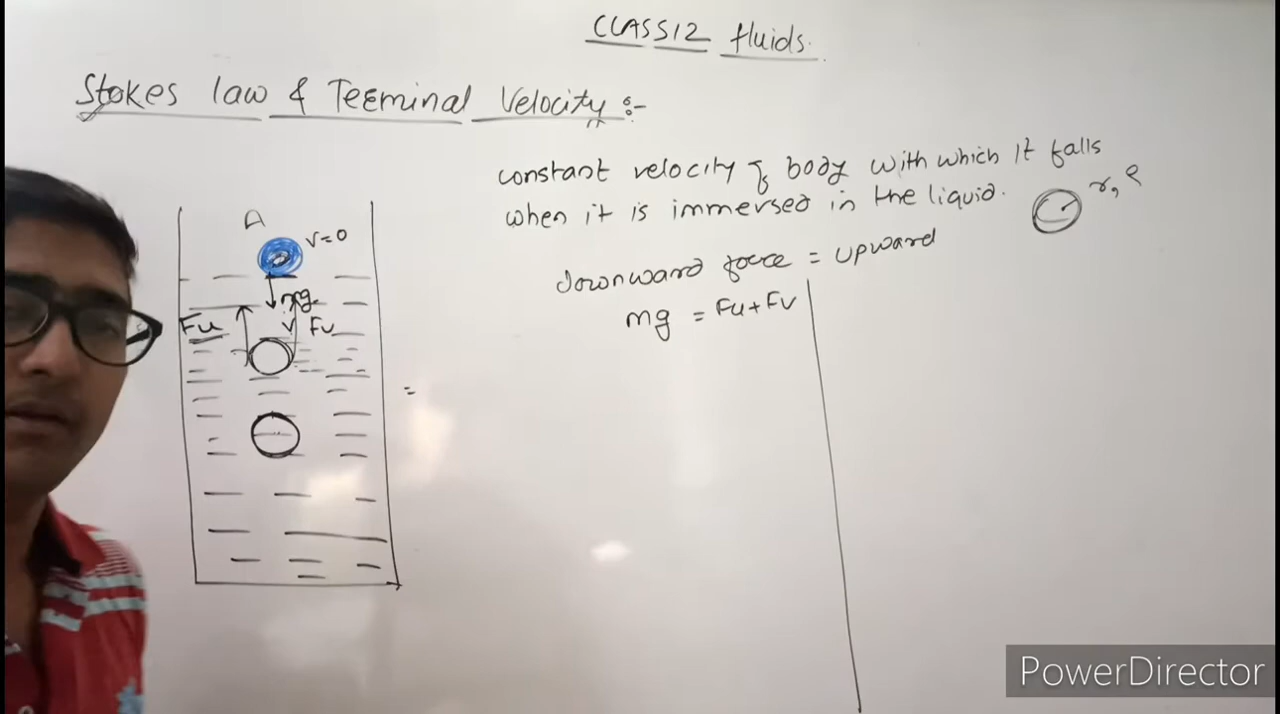 CLASS12 fluids.
Stokes law & Terminal Velocity :-
constant velocity of body with which it falls
when it is immersed in the liquid.
r, ρ
downward force = upward
mg = Fu + Fv
A
v=0
mg.
Fu
Fv
=
PowerDirector